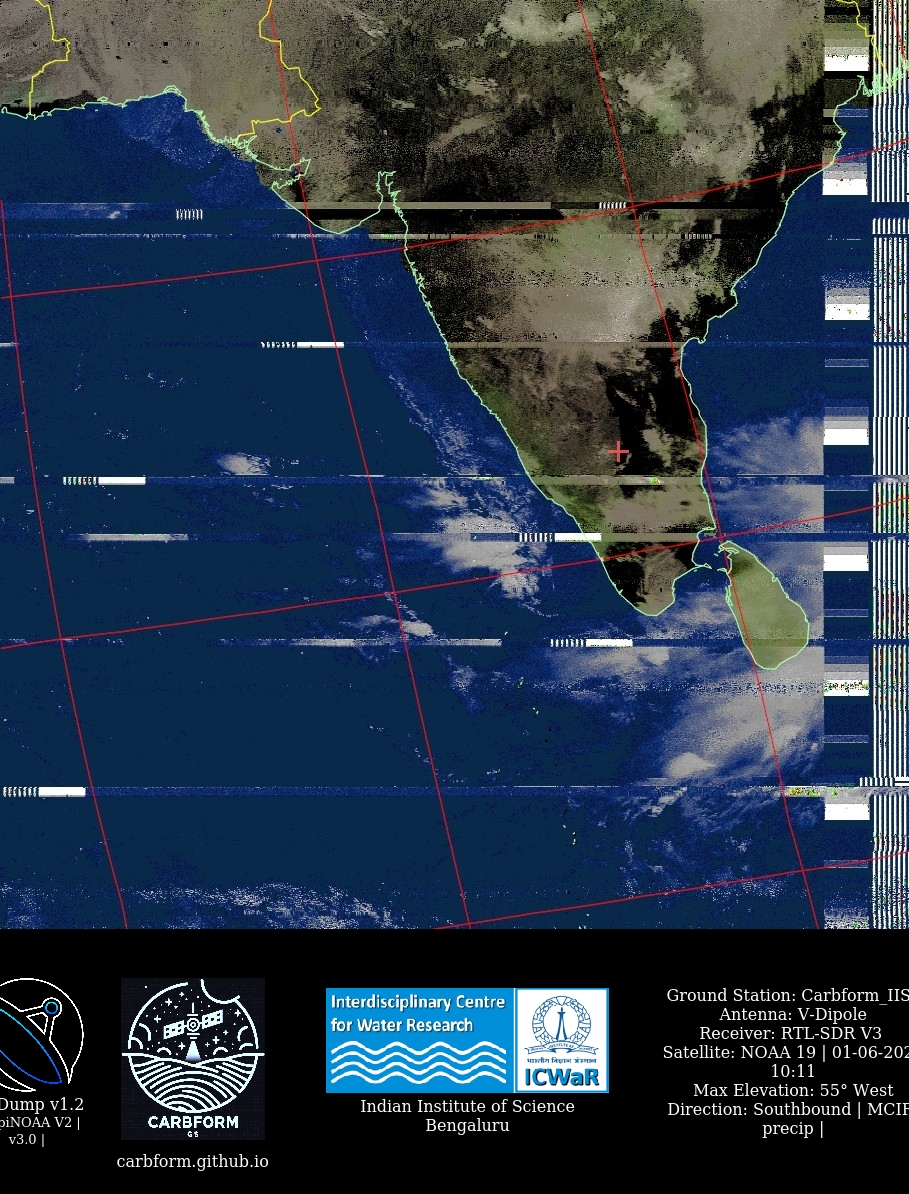 Dump v1.2
piNOAA V2 |
v3.0 |
CARBFORM
GS
carbform.github.io
Interdisciplinary Centre
for Water Research
भारतीय विज्ञान संस्थान
ICWaR
Indian Institute of Science
Bengaluru
Ground Station: Carbform_IIS
Antenna: V-Dipole
Receiver: RTL-SDR V3
Satellite: NOAA 19 | 01-06-202
10:11
Max Elevation: 55° West
Direction: Southbound | MCIR
precip |